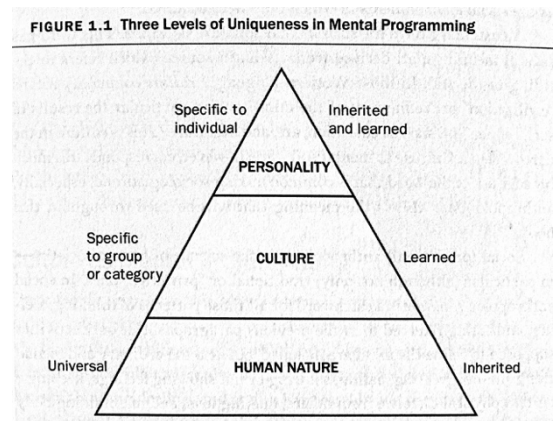 FIGURE 1.1 Three Levels of Uniqueness in Mental Programming
Specific to
individual
Inherited
and learned
PERSONALITY
Specific
to group
or category
CULTURE
Learned
Universal
HUMAN NATURE
Inherited